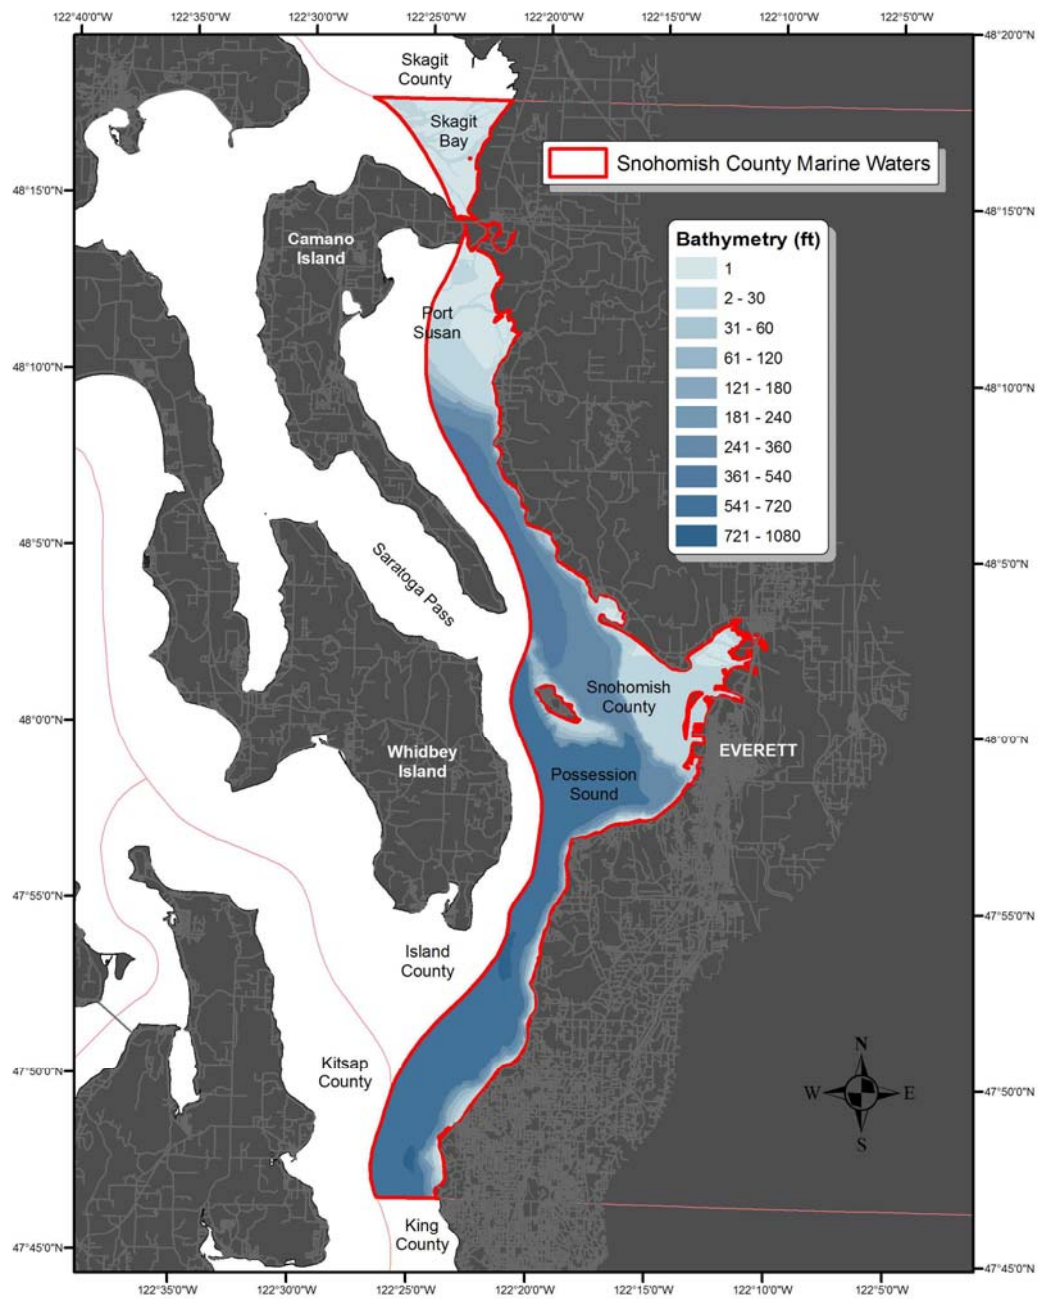 122°40'0"W
122°35'0"W
122°30'0"W
122°25'0"W
122°20'0"W
122°15'0"W
122°10'0"W
122°5'0"W
48°20'0"N
Skagit
County
Skagit
Bay
Snohomish County Marine Waters
48°15'0"N
48°15'0"N
Camano
Island
Bathymetry (ft)
1
2 - 30
31 - 60
61 - 120
121 - 180
181 - 240
241 - 360
361 - 540
541 - 720
721 - 1080
Port
Susan
48°10'0"N
48°10'0"N
48°5'0"N
48°5'0"N
Saratoga Pass
Snohomish
County
48°0'0"N
48°0'0"N
EVERETT
Whidbey
Island
Possession
Sound
47°55'0"N
47°55'0"N
Island
County
Kitsap
County
47°50'0"N
47°50'0"N
N
W
E
S
King
County
47°45'0"N
47°45'0"N
122°35'0"W
122°30'0"W
122°25'0"W
122°20'0"W
122°15'0"W
122°10'0"W
122°5'0"W